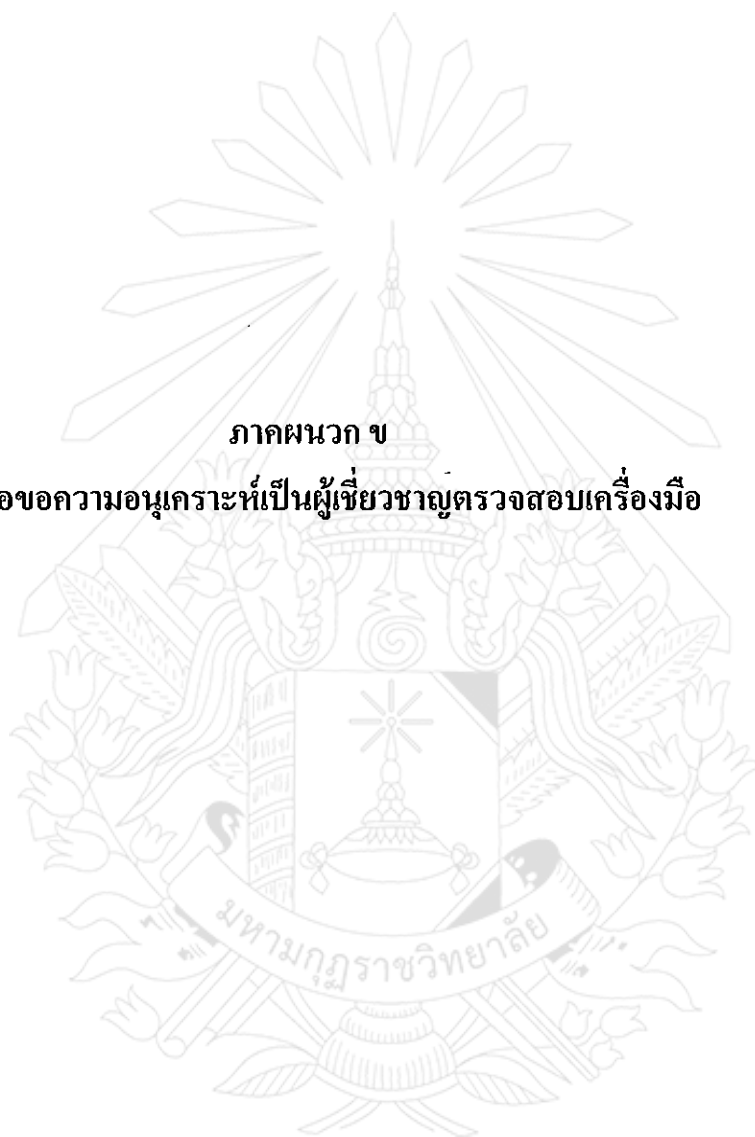 ภาคผนวก ข
อขอความอนุเคราะห์เป็นผู้เชี่ยวชาญตรวจสอบเครื่องมือ
มหามกุฏราชวิทยาลัย